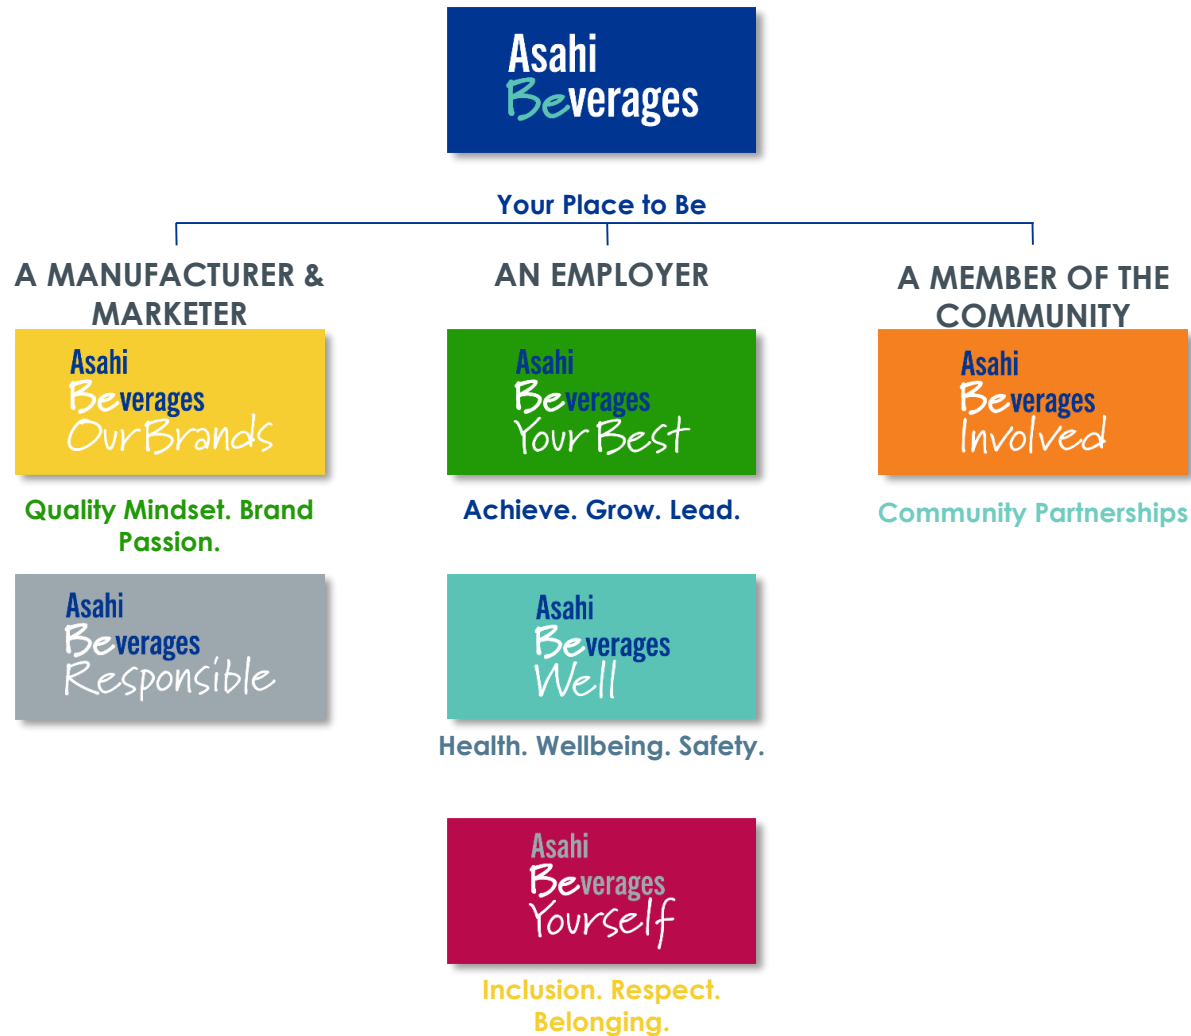 Asahi
Beverages
Your Place to Be
A MANUFACTURER &
MARKETER
Asahi
Beverages
Our Brands
Quality Mindset. Brand
Passion.
Asahi
Beverages
Responsible
AN EMPLOYER
Asahi
Beverages
Your Best
Achieve. Grow. Lead.
Asahi
Beverages
Well
Health. Wellbeing. Safety.
Asahi
Beverages
Yourself
Inclusion. Respect.
Belonging.
A MEMBER OF THE
COMMUNITY
Asahi
Beverages
Involved
Community Partnerships